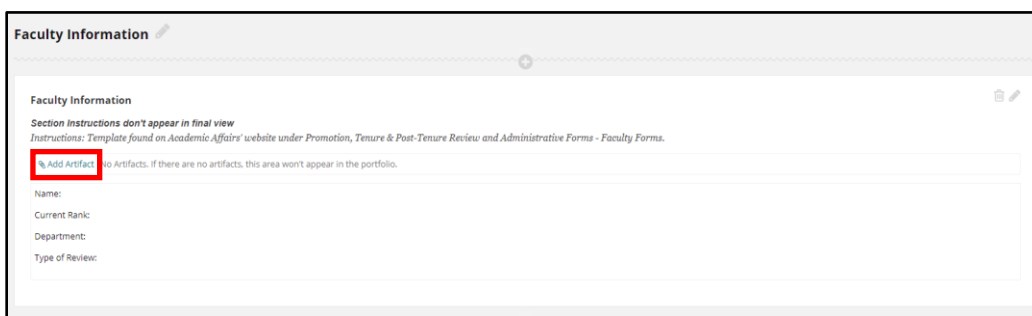 Faculty Information
Faculty Information
Section Instructions don't appear in final view
Instructions: Template found on Academic Affairs' website under Promotion, Tenure & Post-Tenure Review and Administrative Forms - Faculty Forms.
Add Artifact No Artifacts. If there are no artifacts, this area won't appear in the portfolio.
Name:
Current Rank:
Department:
Type of Review: